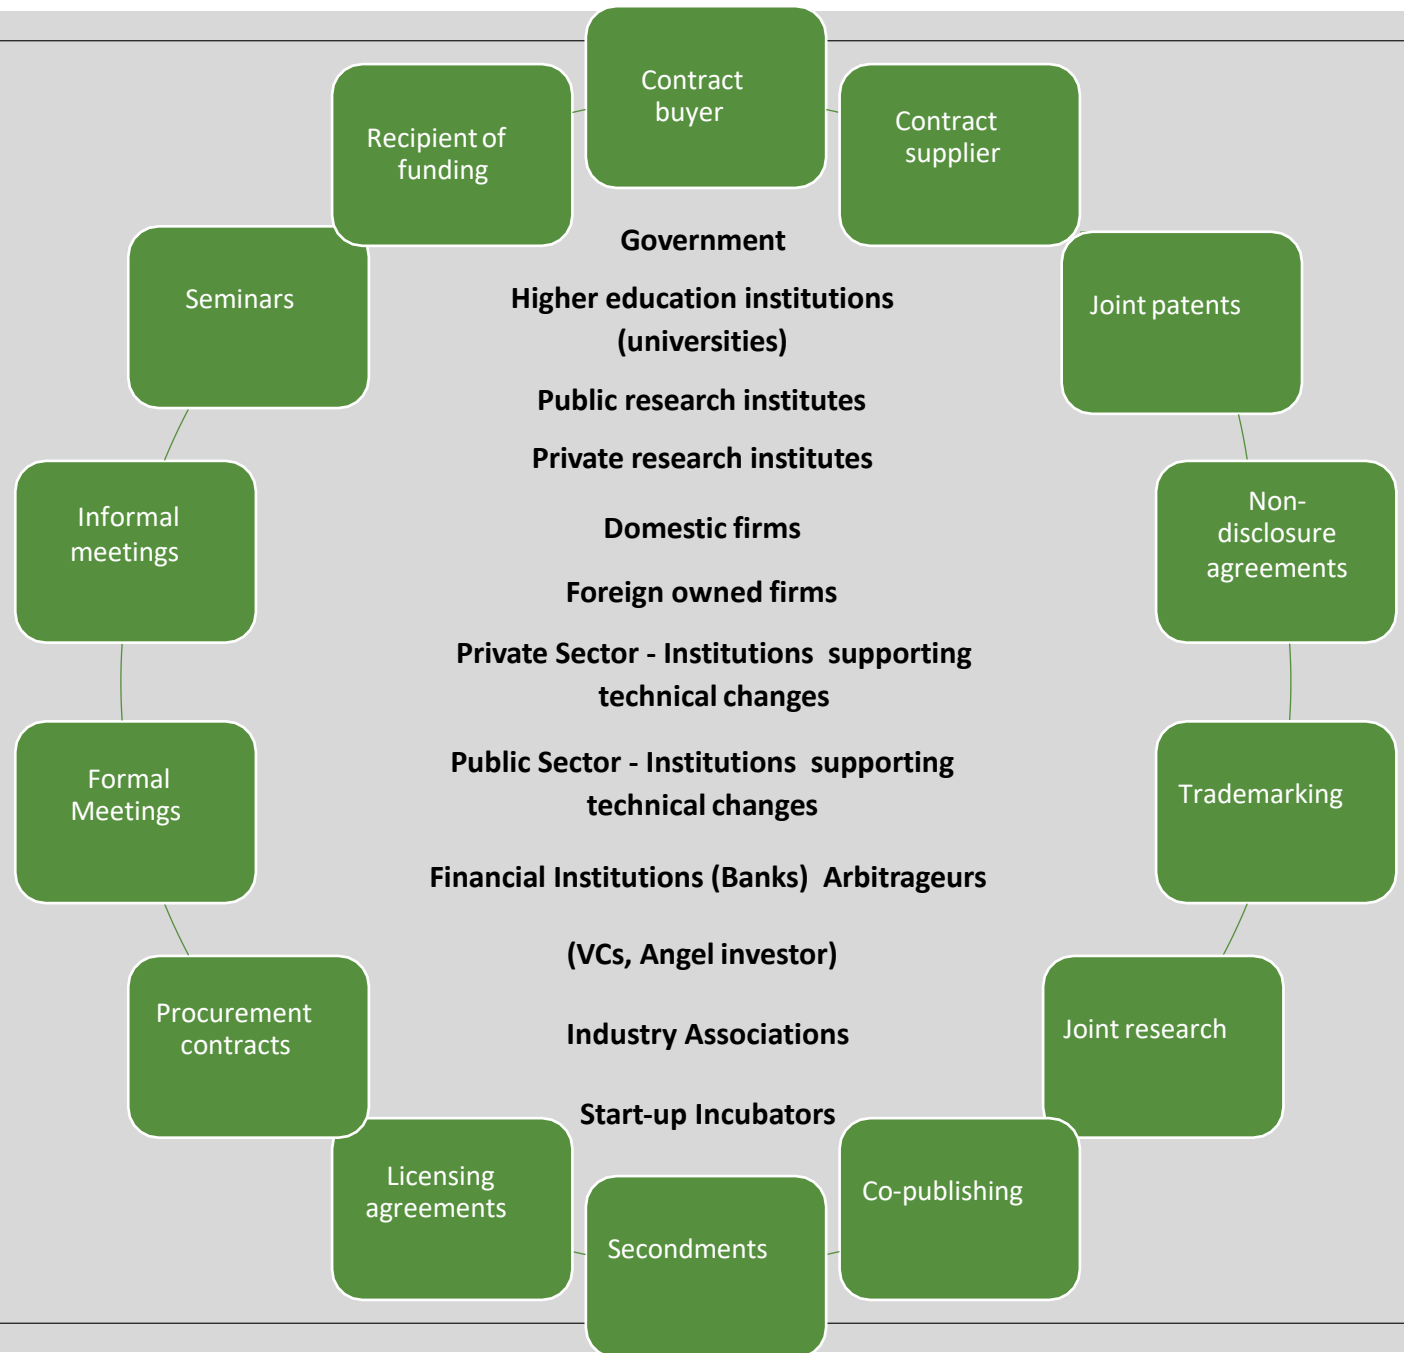 Contract
buyer
Contract
supplier
Joint patents
Non-
disclosure
agreements
Trademarking
Joint research
Co-publishing
Secondments
Licensing
agreements
Procurement
contracts
Formal
Meetings
Informal
meetings
Seminars
Recipient of
funding
Government
Higher education institutions
(universities)
Public research institutes
Private research institutes
Domestic firms
Foreign owned firms
Private Sector - Institutions supporting
technical changes
Public Sector - Institutions supporting
technical changes
Financial Institutions (Banks) Arbitrageurs
(VCs, Angel investor)
Industry Associations
Start-up Incubators